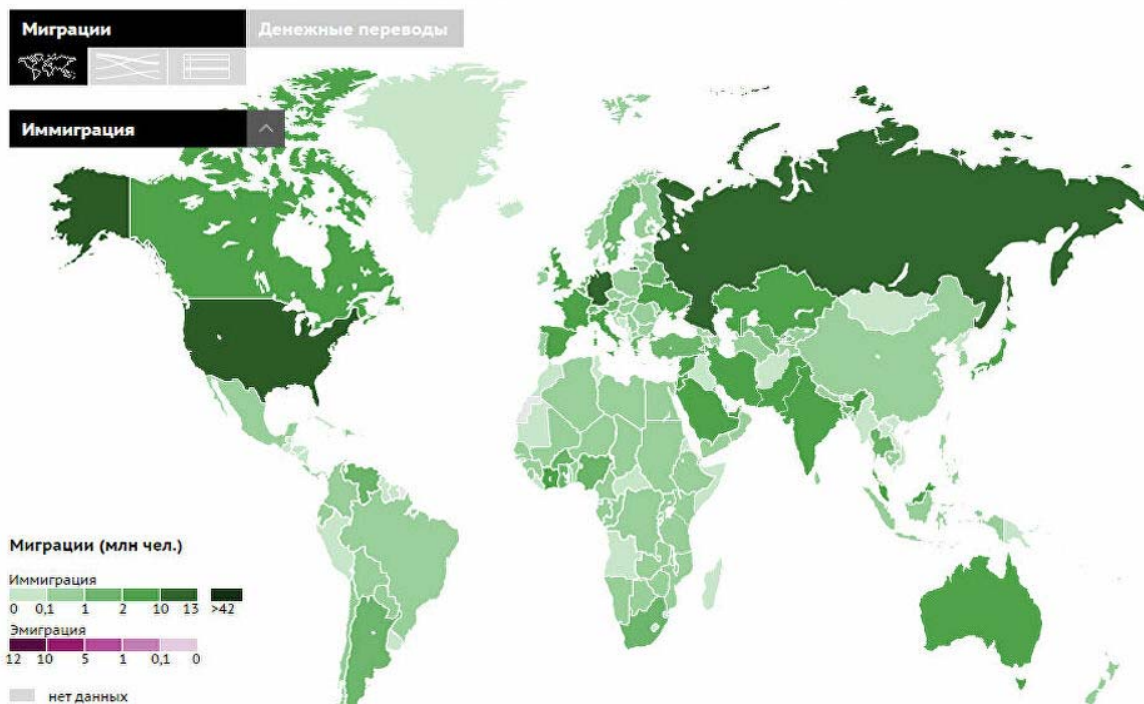 Миграции
Денежные переводы
Иммиграция
Миграции (млн чел.)
Иммиграция
0 0,1 1 2 10 13 >42
Эмиграция
12 10 5 1 0,1 0
нет данных